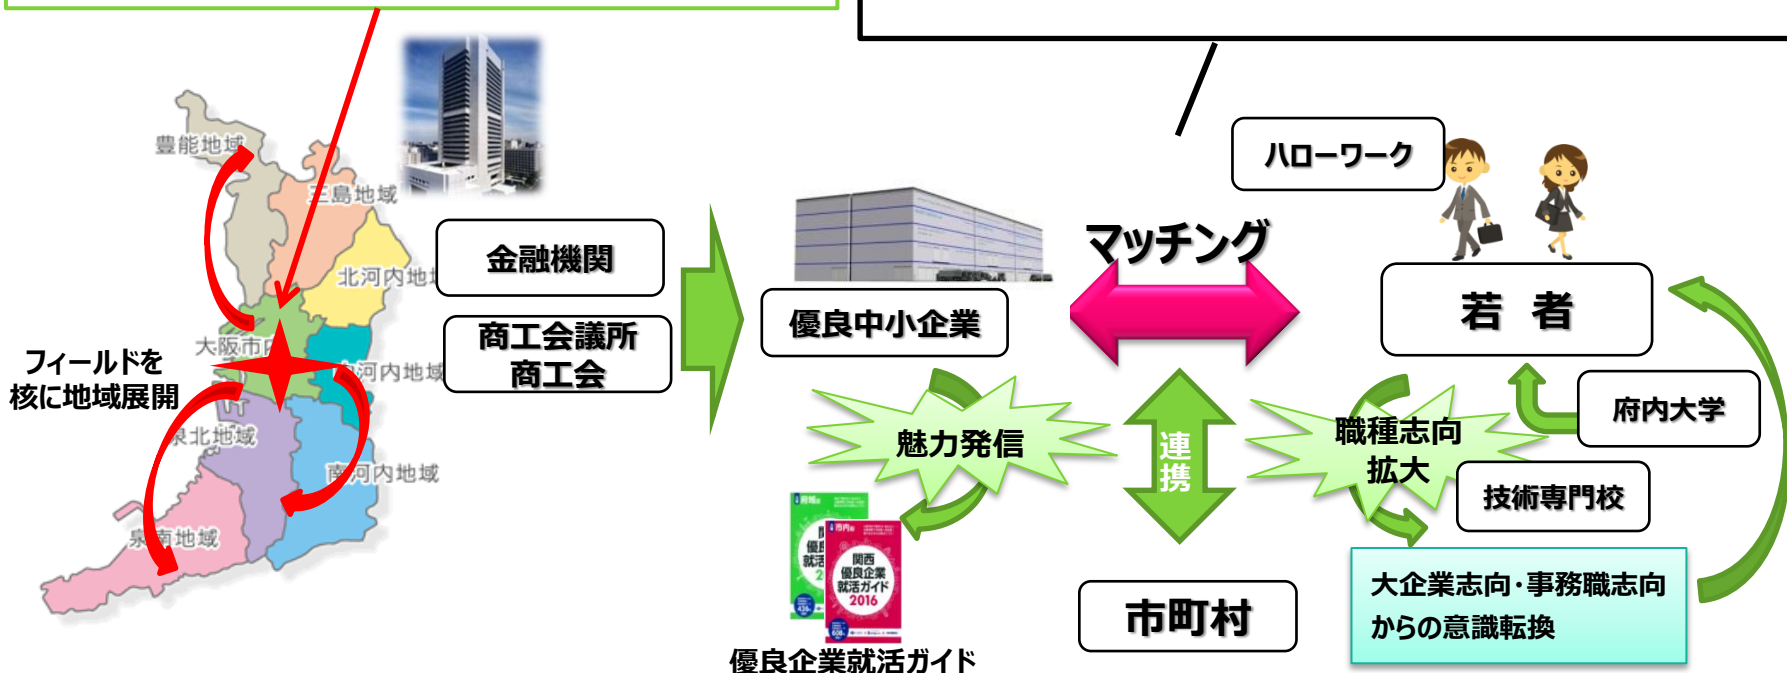 豊能地域
三島地域
北河内地
大阪市
河内地域
泉北地域
南河内地域
泉南地域
フィールドを
核に地域展開
金融機関
商工会議所
商工会
優良中小企業
マッチング
ハローワーク
若 者
魅力発信
連携
職種志向
拡大
府内大学
技術専門校
市内版
関西
優良企業
就活ガイド
2016
優良企業就活ガイド
市町村
大企業志向・事務職志向
からの意識転換